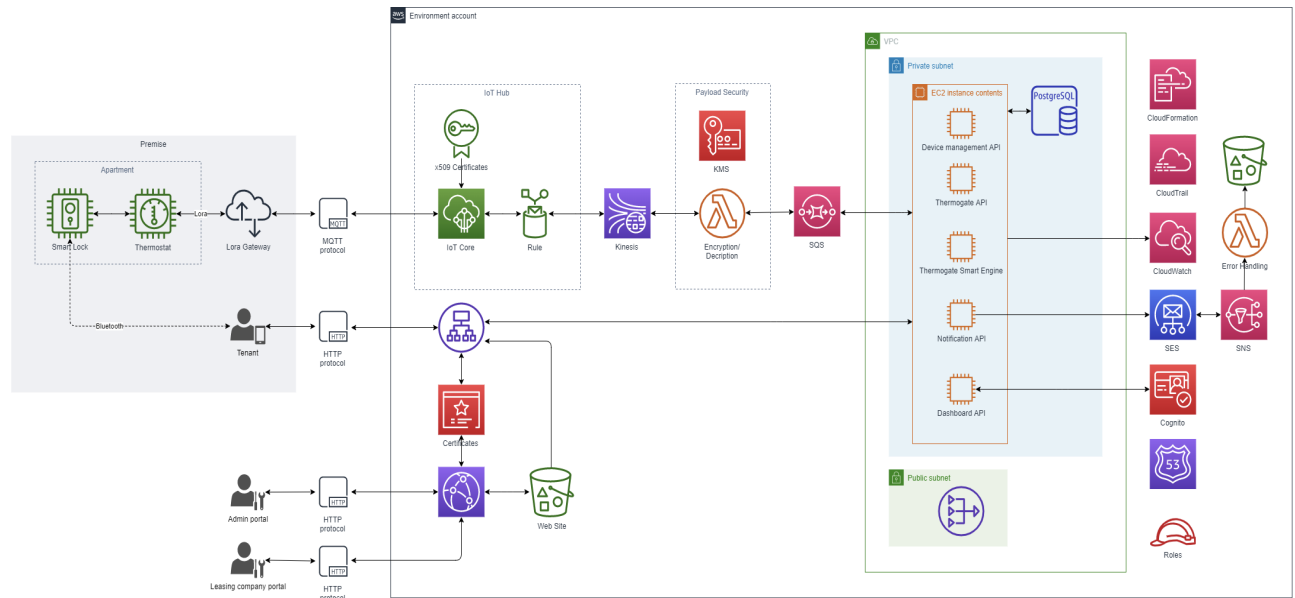 aws
Environment account
VPC
Private subnet
EC2 instance contents
PostgreSQL
Device management API
Thermogate API
Thermogate Smart Engine
Notification API
Dashboard API
Public subnet
IoT Hub
x509 Certificates
IoT Core
Rule
Kinesis
Payload Security
KMS
Encryption/
Decription
SQS
Premise
Apartment
Smart Lock
Thermostat
Lora
Lora Gateway
MQTT
MQTT
protocol
Bluetooth
Tenant
HTTP
HTTP
protocol
Certificates
Web Site
Admin portal
HTTP
HTTP
protocol
Leasing company portal
HTTP
HTTP
protocol
CloudFormation
CloudTrail
CloudWatch
Error Handling
SES
SNS
Cognito
53
Roles